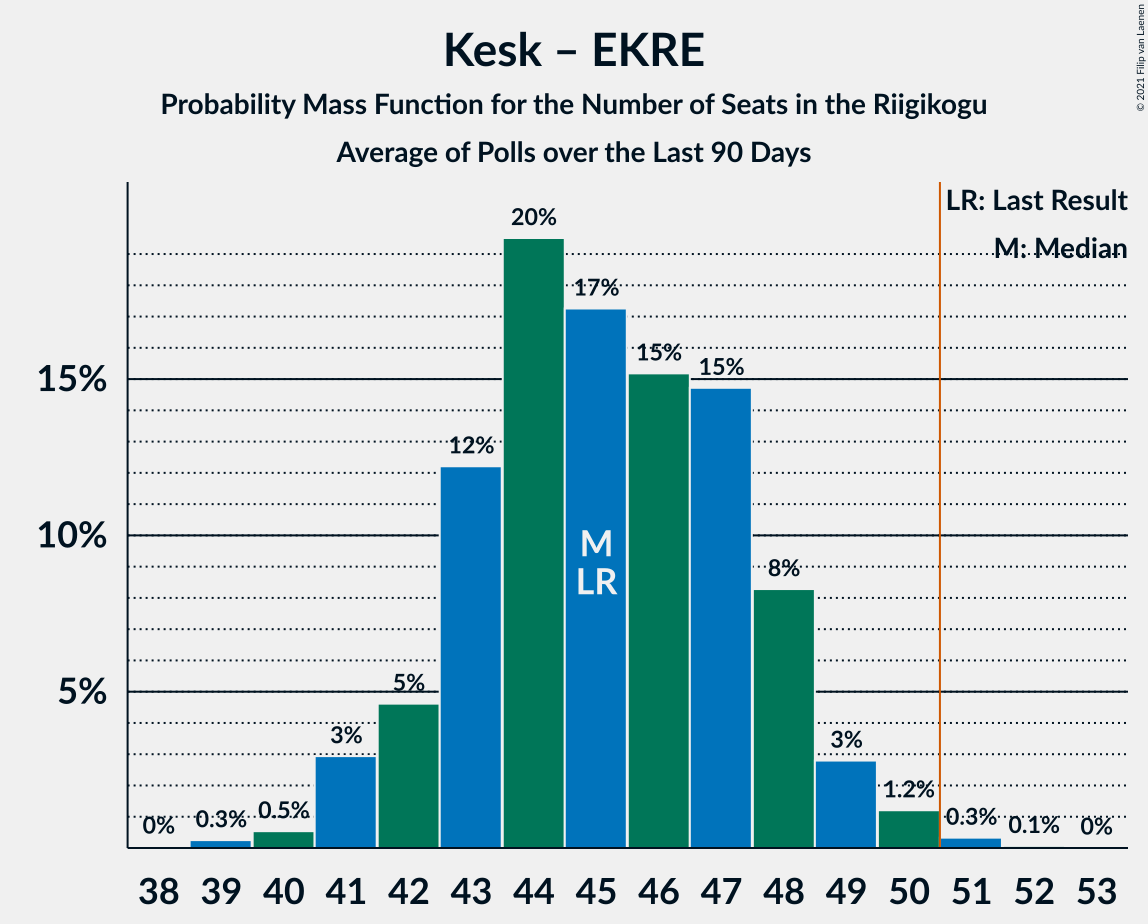 Kesk – EKRE
Probability Mass Function for the Number of Seats in the Riigikogu
Average of Polls over the Last 90 Days
© 2021 Filip van Laenen
LR: Last Result
M: Median
20%
17%
15%
15%
12%
8%
5%
3%
3%
1.2%
0.5%
0.3%
0%
0.3%
0.1%
0%
M
LR
15%
10%
5%
38 39 40 41 42 43 44 45 46 47 48 49 50 51 52 53